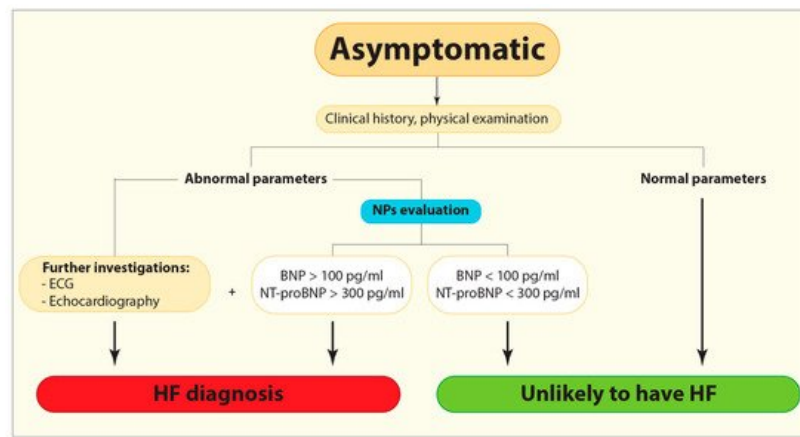 Asymptomatic
Clinical history, physical examination
Abnormal parameters
Normal parameters
NPs evaluation
Further investigations:
- ECG
- Echocardiography
+
BNP > 100 pg/ml
NT-proBNP > 300 pg/ml
BNP < 100 pg/ml
NT-proBNP < 300 pg/ml
HF diagnosis
Unlikely to have HF